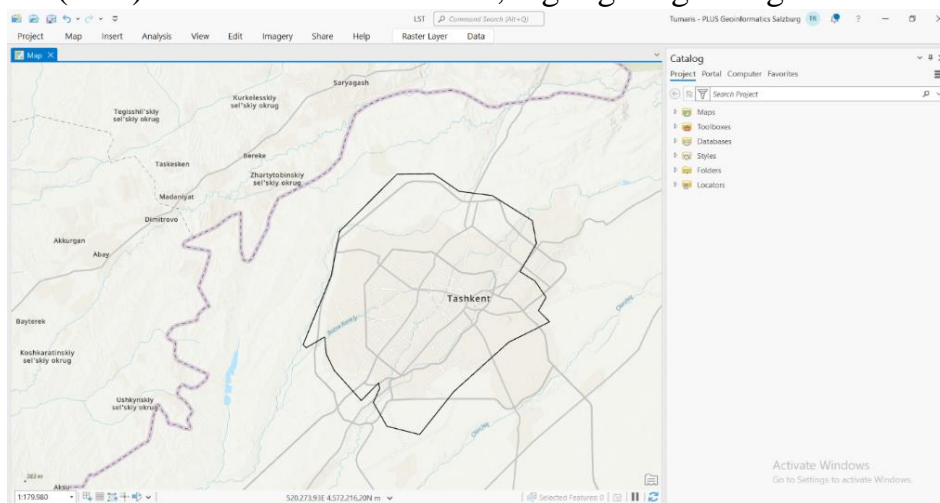 LST
Command Search (Alt+Q)
Tumaris - PLUS Geoinformatics Salzburg
TR
?
Project Map Insert Analysis View Edit Imagery Share Help Raster Layer Data
Map
Catalog
Project Portal Computer Favorites
Search Project
Maps
Toolboxes
Databases
Styles
Folders
Locators
Saryagash
Kurkelesskiy
sel'skiy okrug
Tegisshil'skiy
sel'skiy okrug
Bereke
Taskesken
Zhartytobinskiy
sel'skiy okrug
Madaniyat
Dimitrovo
Akkurgan
Abay
Tashkent
Bayterek
Koshkaratinskiy
sel'skiy okrug
Ushkynskiy
sel'skiy okrug
Chirchiq
Chirchiq
Aksu
1:179,980
520.273,93E 4.572.216,20N m
Selected Features: 0
Activate Windows
Go to Settings to activate Windows.